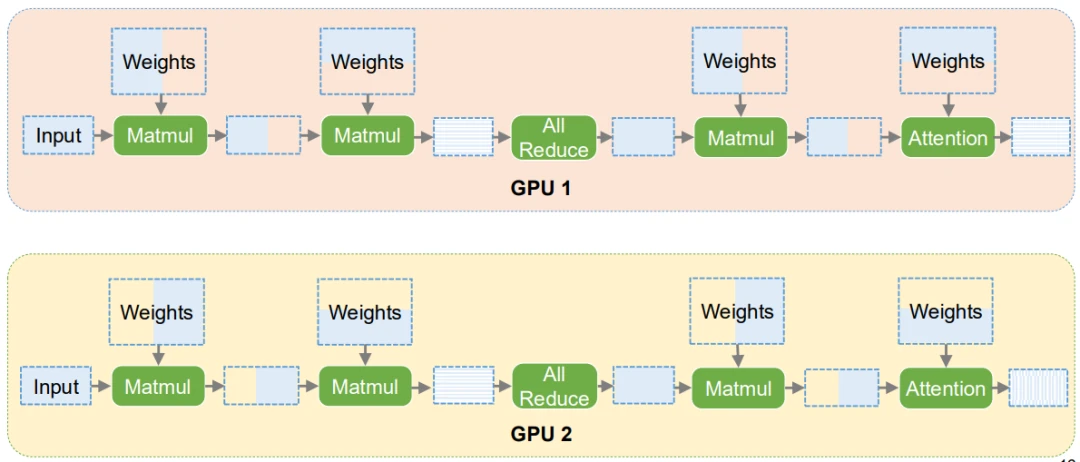 Weights
Weights
Weights
Weights
Input
Matmul
Matmul
All
Reduce
Matmul
Attention
GPU 1
Weights
Weights
Weights
Weights
Input
Matmul
Matmul
All
Reduce
Matmul
Attention
GPU 2